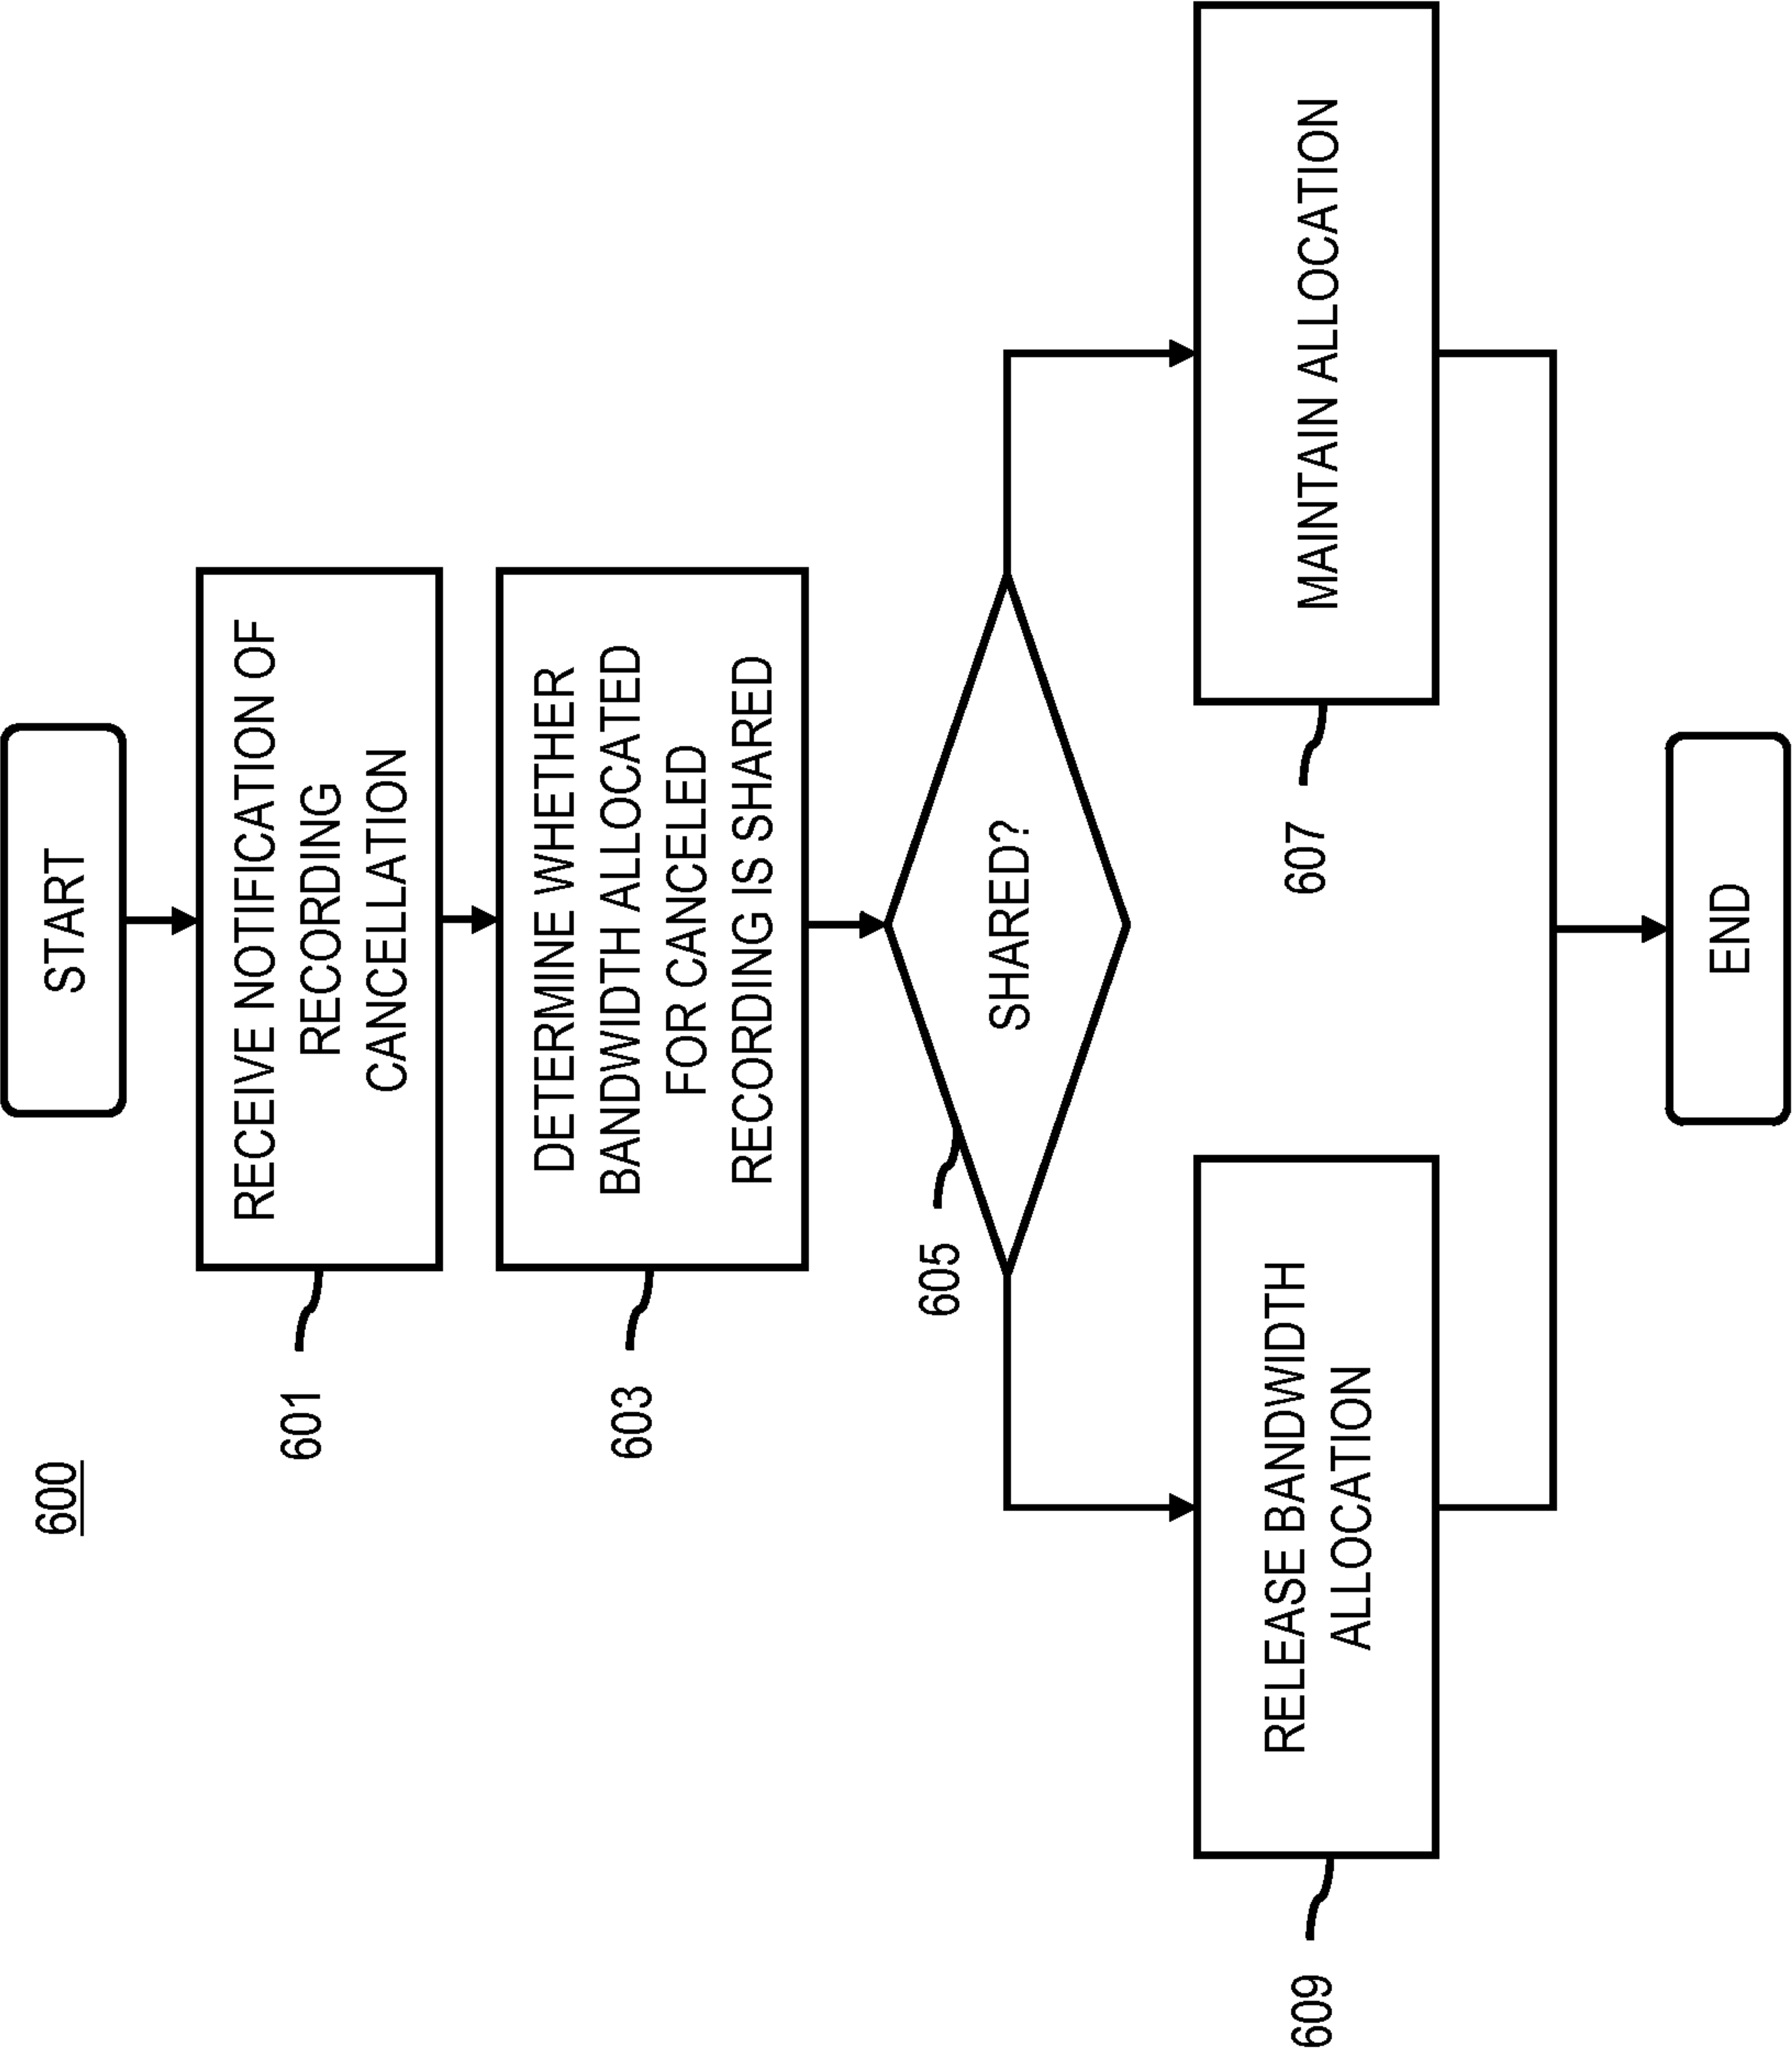 600
START
601
RECEIVE NOTIFICATION OF
RECORDING
CANCELLATION
603
DETERMINE WHETHER
BANDWIDTH ALLOCATED
FOR CANCELED
RECORDING IS SHARED
605
SHARED?
609
RELEASE BANDWIDTH
ALLOCATION
607
MAINTAIN ALLOCATION
END